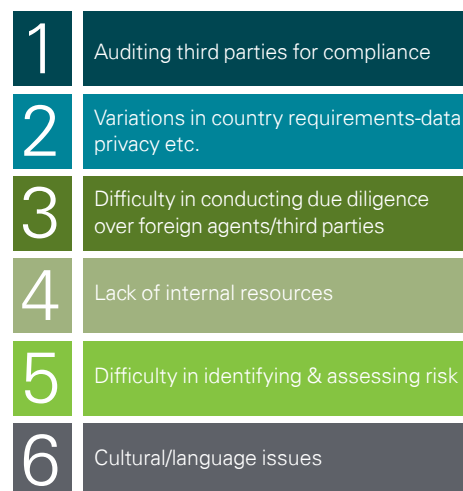 1
Auditing third parties for compliance
2
Variations in country requirements-data
privacy etc.
3
Difficulty in conducting due diligence
over foreign agents/third parties
4
Lack of internal resources
5
Difficulty in identifying & assessing risk
6
Cultural/language issues